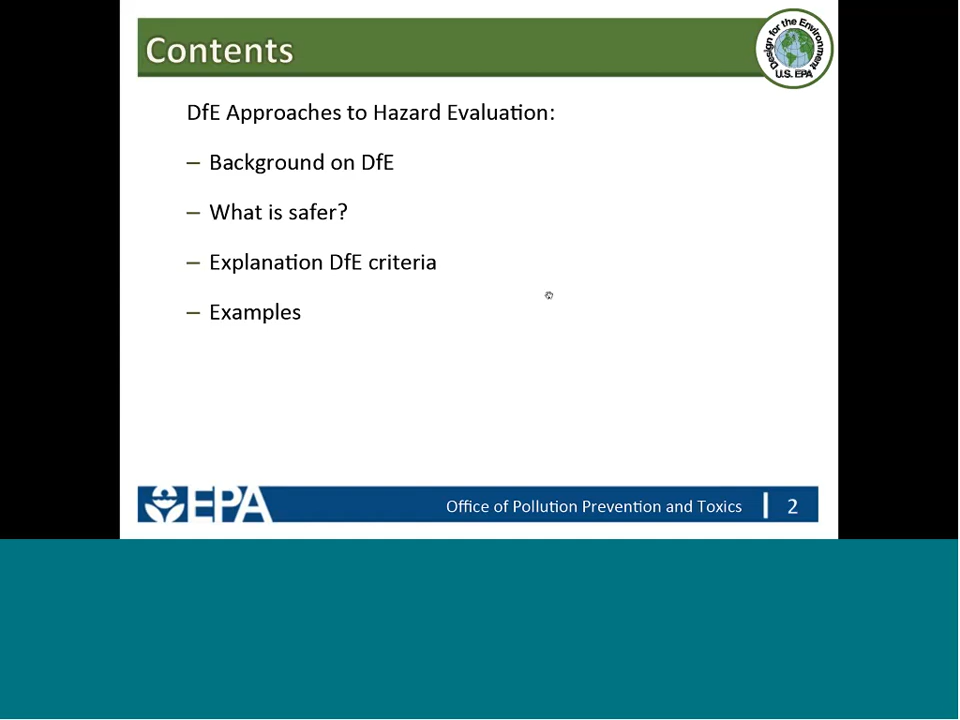 Contents
Design for the Environment
U.S. EPA
DfE Approaches to Hazard Evaluation:
– Background on DfE
– What is safer?
– Explanation DfE criteria
– Examples
EPA
Office of Pollution Prevention and Toxics | 2